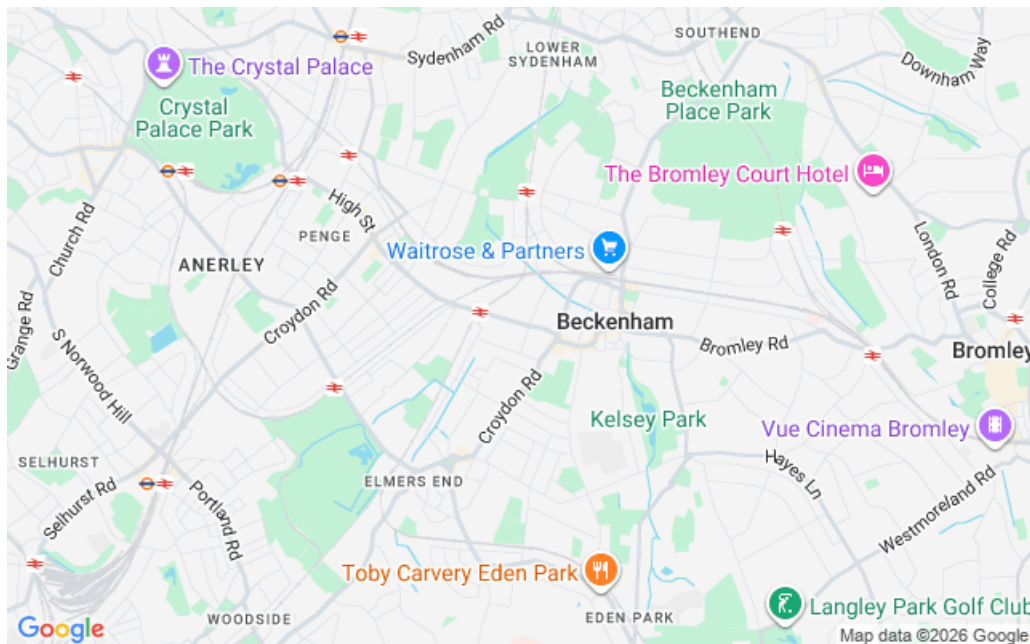 Sydenham Rd
LOWER
SYDENHAM
SOUTHEND
Downham Way
The Crystal Palace
Crystal
Palace Park
Beckenham
Place Park
The Bromley Court Hotel
High St
PENGE
Church Rd
ANERLEY
Waitrose & Partners
London Rd
College Rd
Grange Rd
Croydon Rd
S Norwood Hill
Beckenham
Bromley Rd
Bromley
Croydon Rd
Kelsey Park
Vue Cinema Bromley
SELHURST
ELMERS END
Hayes Ln
Selhurst Rd
Portland Rd
Westmoreland Rd
Toby Carvery Eden Park
WOODSIDE
EDEN PARK
Langley Park Golf Club
Google
Map data ©2026 Google